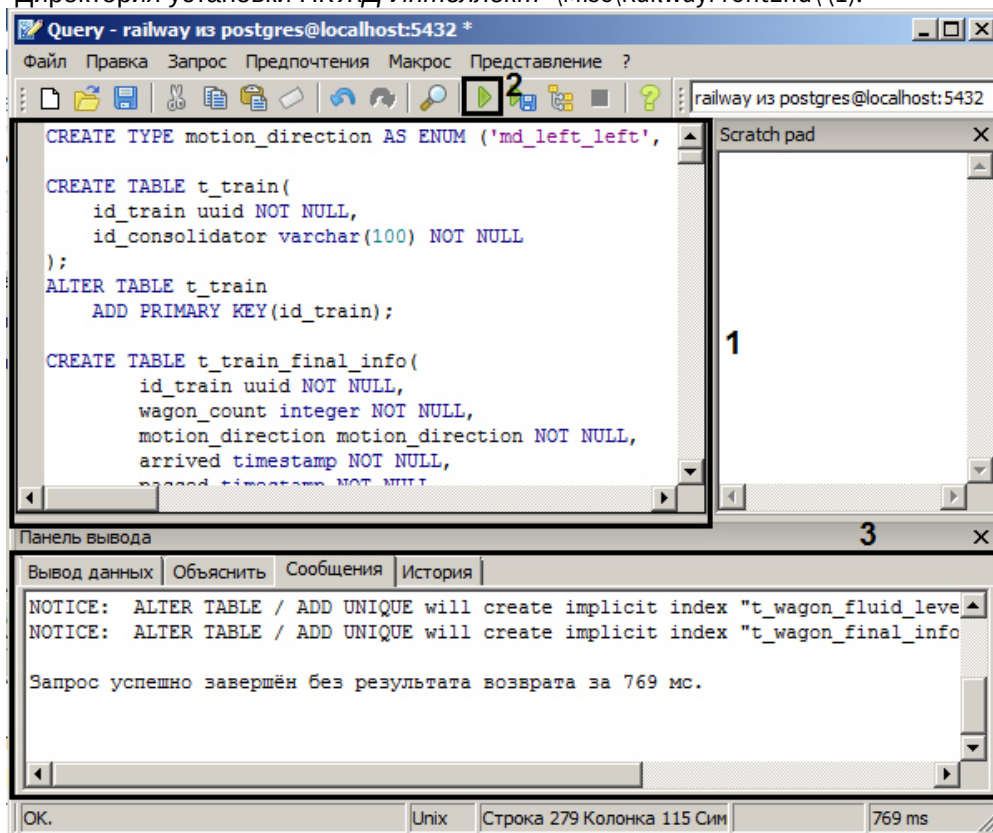 Query - railway из postgres@localhost:5432 *
Файл Правка Запрос Предпочтения Макрос Представление ?
2
railway из postgres@localhost:5432
CREATE TYPE motion_direction AS ENUM ('md_left_left',
CREATE TABLE t_train(
id_train uuid NOT NULL,
id_consolidator varchar(100) NOT NULL
);
ALTER TABLE t_train
ADD PRIMARY KEY(id_train);
CREATE TABLE t_train_final_info(
id_train uuid NOT NULL,
wagon_count integer NOT NULL,
motion_direction motion_direction NOT NULL,
arrived timestamp NOT NULL,
passed timestamp NOT NULL
Scratch pad
1
Панель вывода
3
Вывод данных Объяснить Сообщения История
NOTICE: ALTER TABLE / ADD UNIQUE will create implicit index "t_wagon_fluid_leve
NOTICE: ALTER TABLE / ADD UNIQUE will create implicit index "t_wagon_final_info
Запрос успешно завершён без результата возврата за 769 мс.
OK. Unix Строка 279 Колонка 115 Сим 769 ms